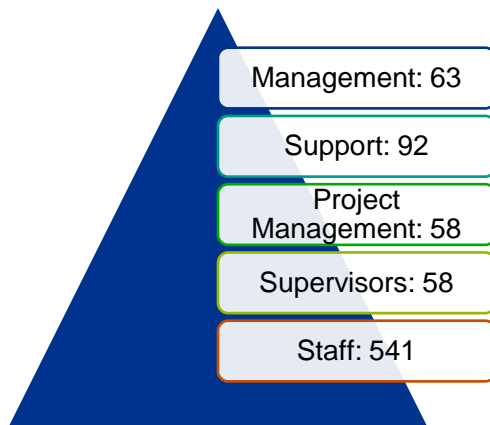 Management: 63
Support: 92
Project
Management: 58
Supervisors: 58
Staff: 541